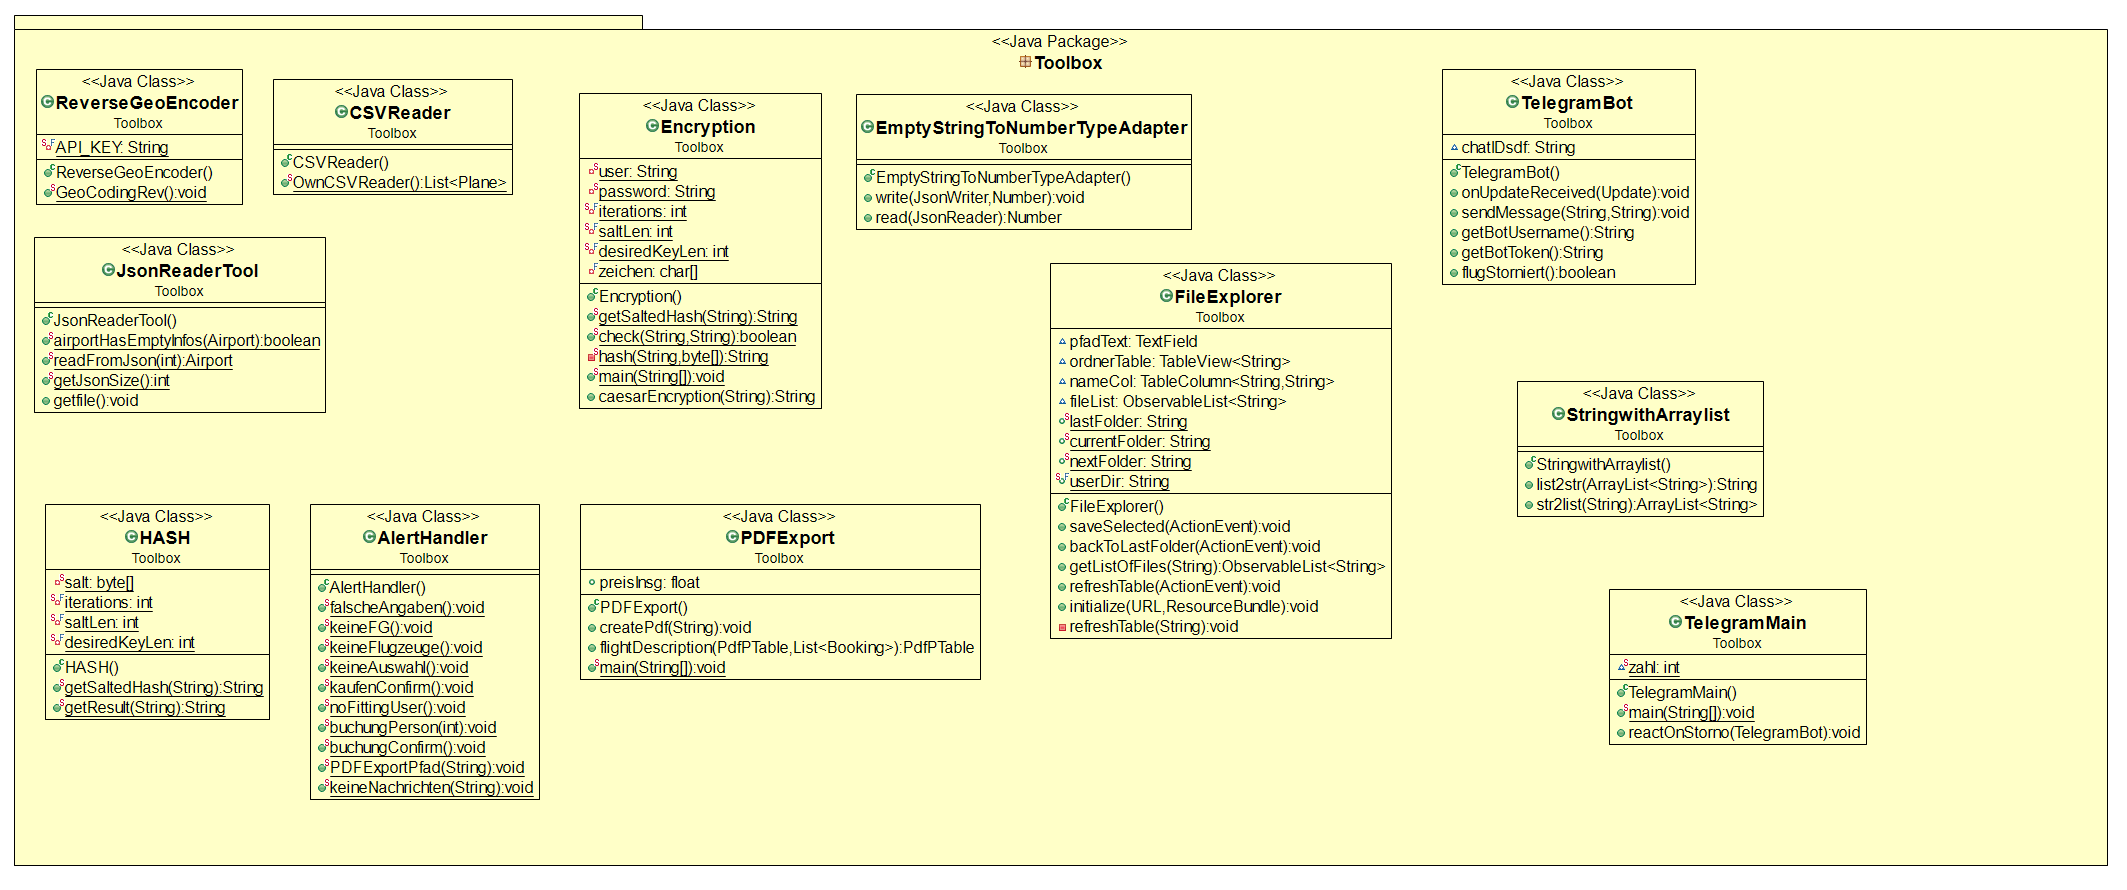 <<Java Package>>
Toolbox
<<Java Class>>
ReverseGeoEncoder
Toolbox
API_KEY: String
ReverseGeoEncoder()
GeoCodingRev():void
<<Java Class>>
CSVReader
Toolbox
CSVReader()
OwnCSVReader():List<Plane>
<<Java Class>>
Encryption
Toolbox
user: String
password: String
iterations: int
saltLen: int
desiredKeyLen: int
zeichen: char[]
Encryption()
getSaltedHash(String):String
check(String,String):boolean
hash(String,byte[]):String
main(String[]):void
caesarEncryption(String):String
<<Java Class>>
EmptyStringToNumberTypeAdapter
Toolbox
EmptyStringToNumberTypeAdapter()
write(JsonWriter,Number):void
read(JsonReader):Number
<<Java Class>>
TelegramBot
Toolbox
chatIDsdf: String
TelegramBot()
onUpdateReceived(Update):void
sendMessage(String,String):void
getBotUsername():String
getBotToken():String
flugStorniert():boolean
<<Java Class>>
JsonReaderTool
Toolbox
JsonReaderTool()
airportHasEmptyInfos(Airport):boolean
readFromJson(int):Airport
getJsonSize():int
getfile():void
<<Java Class>>
FileExplorer
Toolbox
pfadText: TextField
ordnerTable: TableView<String>
nameCol: TableColumn<String,String>
fileList: ObservableList<String>
lastFolder: String
currentFolder: String
nextFolder: String
userDir: String
FileExplorer()
saveSelected(ActionEvent):void
backToLastFolder(ActionEvent):void
getListOfFiles(String):ObservableList<String>
refreshTable(ActionEvent):void
initialize(URL,ResourceBundle):void
refreshTable(String):void
<<Java Class>>
StringwithArraylist
Toolbox
StringwithArraylist()
list2str(ArrayList<String>):String
str2list(String):ArrayList<String>
<<Java Class>>
HASH
Toolbox
salt: byte[]
iterations: int
saltLen: int
desiredKeyLen: int
HASH()
getSaltedHash(String):String
getResult(String):String
<<Java Class>>
AlertHandler
Toolbox
AlertHandler()
falscheAngaben():void
keineFG():void
keineFlugzeuge():void
keineAuswahl():void
kaufenConfirm():void
noFittingUser():void
buchungPerson(int):void
buchungConfirm():void
PDFExportPfad(String):void
keineNachrichten(String):void
<<Java Class>>
PDFExport
Toolbox
preisInsg: float
PDFExport()
createPdf(String):void
flightDescription(PdfPTable,List<Booking>):PdfPTable
main(String[]):void
<<Java Class>>
TelegramMain
Toolbox
zahl: int
TelegramMain()
main(String[]):void
reactOnStorno(TelegramBot):void